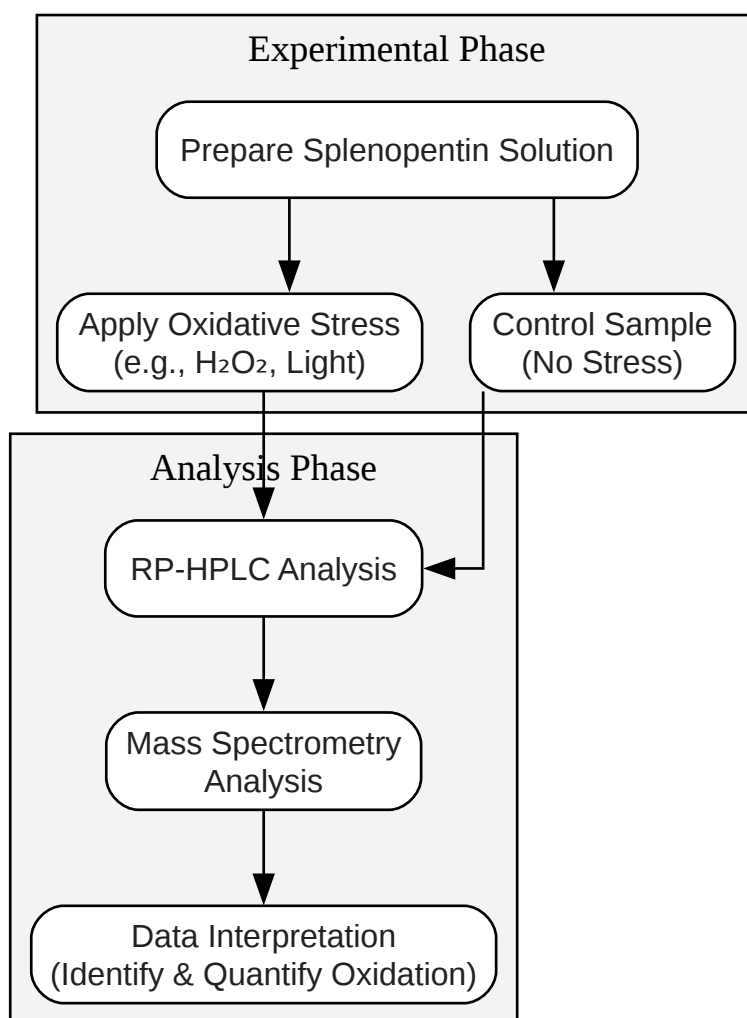 Experimental Phase
Prepare Splenopentin Solution
Apply Oxidative Stress
(e.g., H₂O₂, Light)
Control Sample
(No Stress)
Analysis Phase
RP-HPLC Analysis
Mass Spectrometry
Analysis
Data Interpretation
(Identify & Quantify Oxidation)